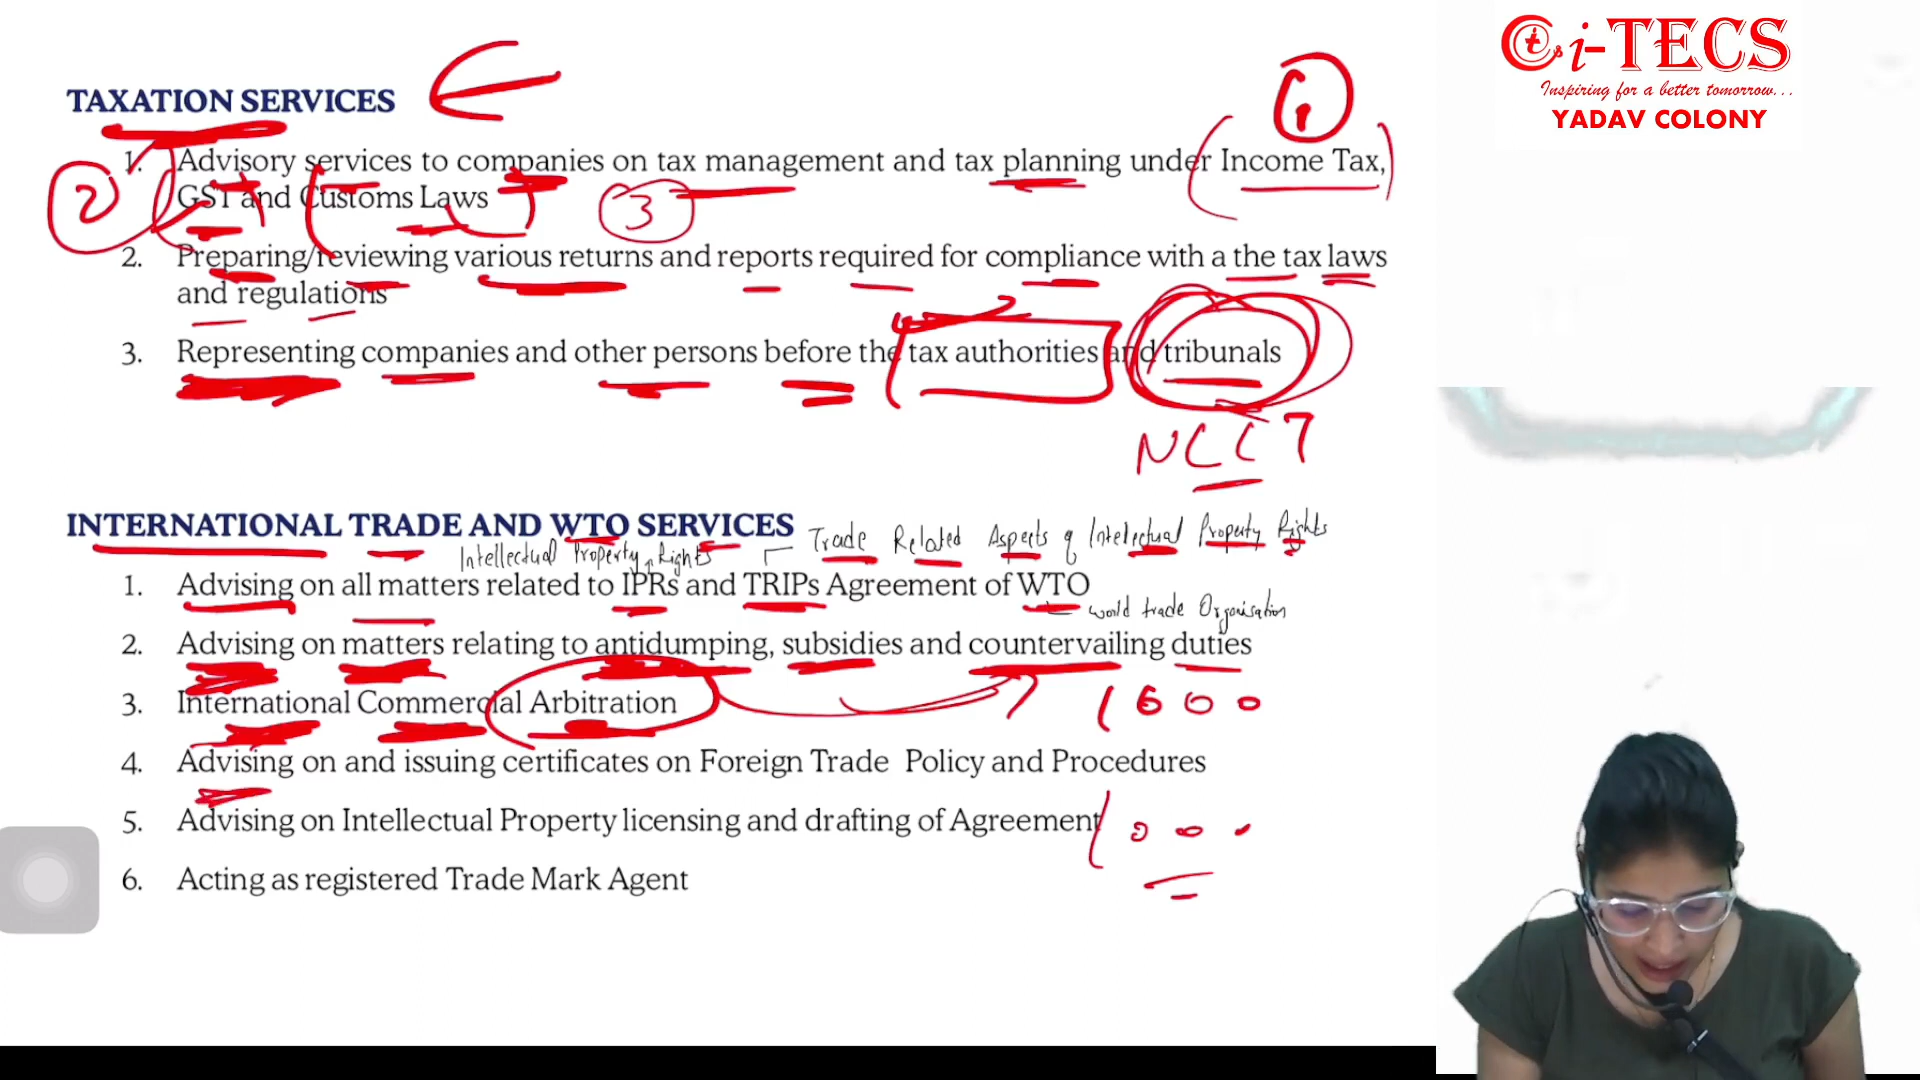 i-TECS
Inspiring for a better tomorrow...
YADAV COLONY
TAXATION SERVICES
1
1. Advisory services to companies on tax management and tax planning under Income Tax,
GST and Customs Laws
2
3
2. Preparing/reviewing various returns and reports required for compliance with a the tax laws
and regulations
3. Representing companies and other persons before the tax authorities and tribunals
INTERNATIONAL TRADE AND WTO SERVICES
Trade Related Aspects of Intelectual Property Rights
Intellectual Property Rights
1. Advising on all matters related to IPRs and TRIPs Agreement of WTO
world trade Organisation
2. Advising on matters relating to antidumping, subsidies and countervailing duties
3. International Commercial Arbitration
1600
4. Advising on and issuing certificates on Foreign Trade Policy and Procedures
5. Advising on Intellectual Property licensing and drafting of Agreement
1000
6. Acting as registered Trade Mark Agent